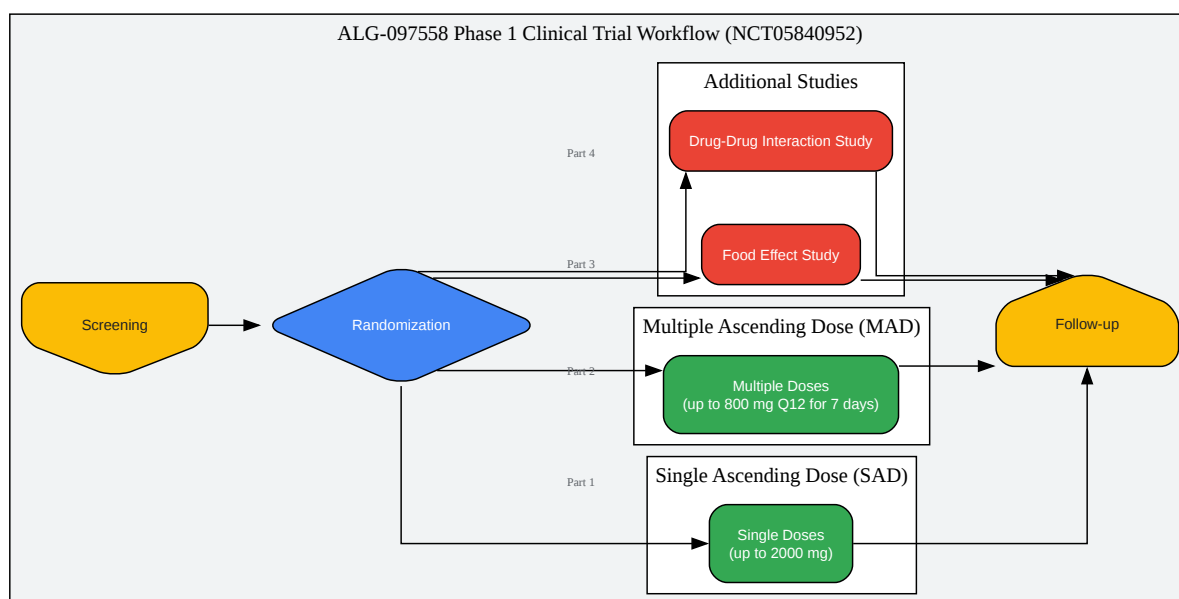 ALG-097558 Phase 1 Clinical Trial Workflow (NCT05840952)
Additional Studies
Drug-Drug Interaction Study
Part 4
Food Effect Study
Part 3
Screening
Randomization
Follow-up
Multiple Ascending Dose (MAD)
Part 2
Multiple Doses
(up to 800 mg Q12 for 7 days)
Single Ascending Dose (SAD)
Part 1
Single Doses
(up to 2000 mg)